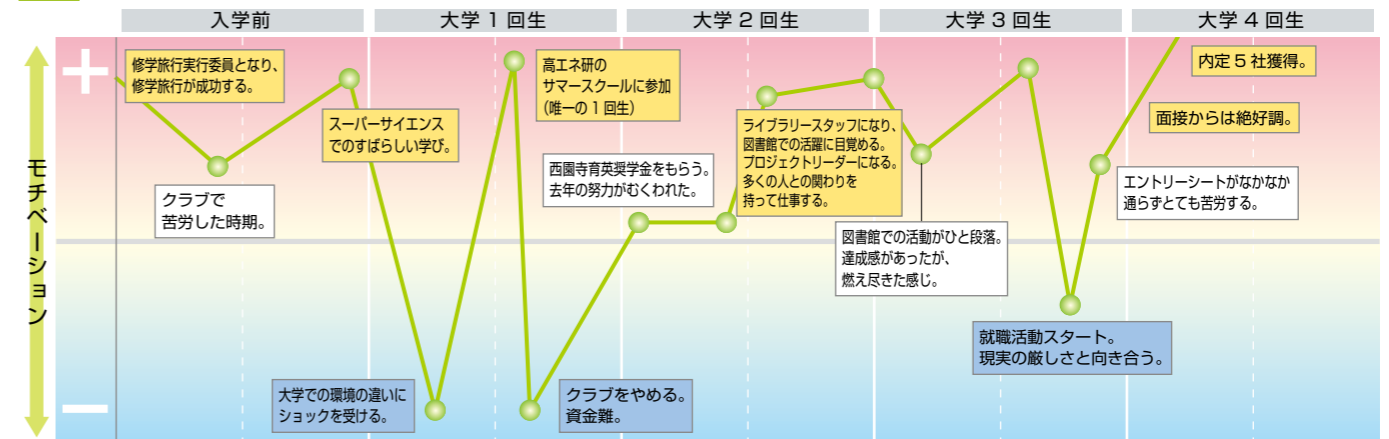 入学前
大学 1 回生
大学 2 回生
大学 3 回生
大学 4 回生
モチベーション
+
−
修学旅行実行委員となり、
修学旅行が成功する。
クラブで
苦労した時期。
スーパーサイエンス
でのすばらしい学び。
大学での環境の違いに
ショックを受ける。
高エネ研の
サマースクールに参加
(唯一の 1 回生)
クラブをやめる。
資金難。
西園寺育英奨学金をもらう。
去年の努力がむくわれた。
ライブラリースタッフになり、
図書館での活躍に目覚める。
プロジェクトリーダーになる。
多くの人との関わりを
持って仕事する。
図書館での活動がひと段落。
達成感があったが、
燃え尽きた感じ。
就職活動スタート。
現実の厳しさと向き合う。
エントリーシートがなかなか
通らずとても苦労する。
面接からは絶好調。
内定 5 社獲得。